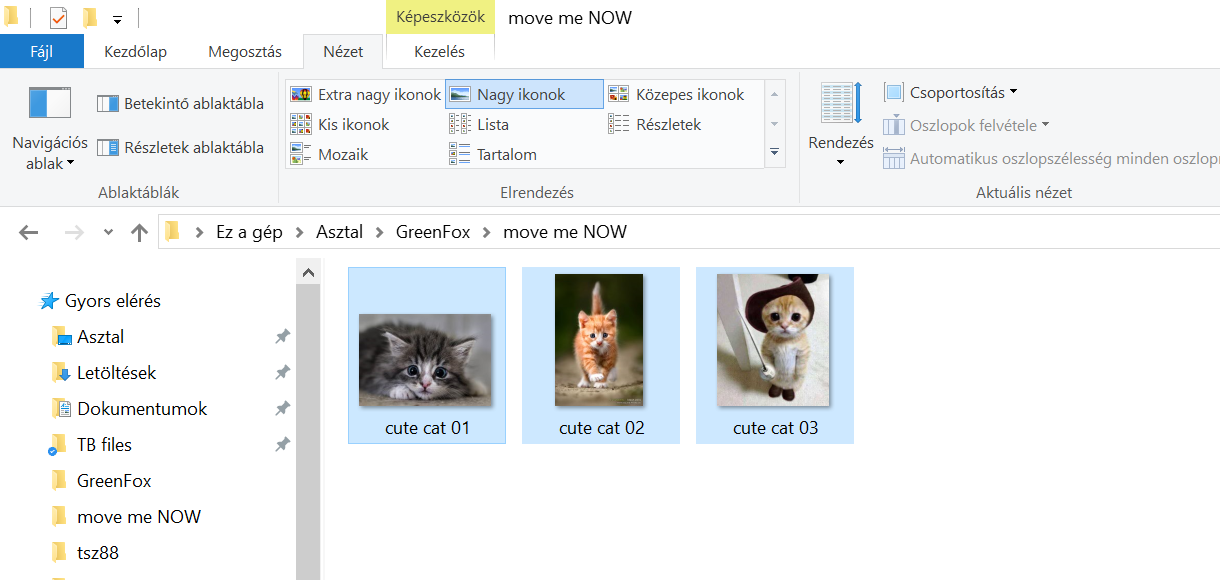 Képeszközök
move me NOW
Fájl
Kezdőlap
Megosztás
Nézet
Kezelés
Navigációs
ablak
Betekintő ablaktábla
Részletek ablaktábla
Ablaktáblák
Extra nagy ikonok
Nagy ikonok
Közepes ikonok
Kis ikonok
Lista
Részletek
Mozaik
Tartalom
Elrendezés
Rendezés
Csoportosítás
Oszlopok felvétele
Automatikus oszlopszélesség minden oszlopr
Aktuális nézet
Ez a gép > Asztal > GreenFox > move me NOW
Gyors elérés
Asztal
Letöltések
Dokumentumok
TB files
GreenFox
move me NOW
tsz88
cute cat 01
cute cat 02
cute cat 03